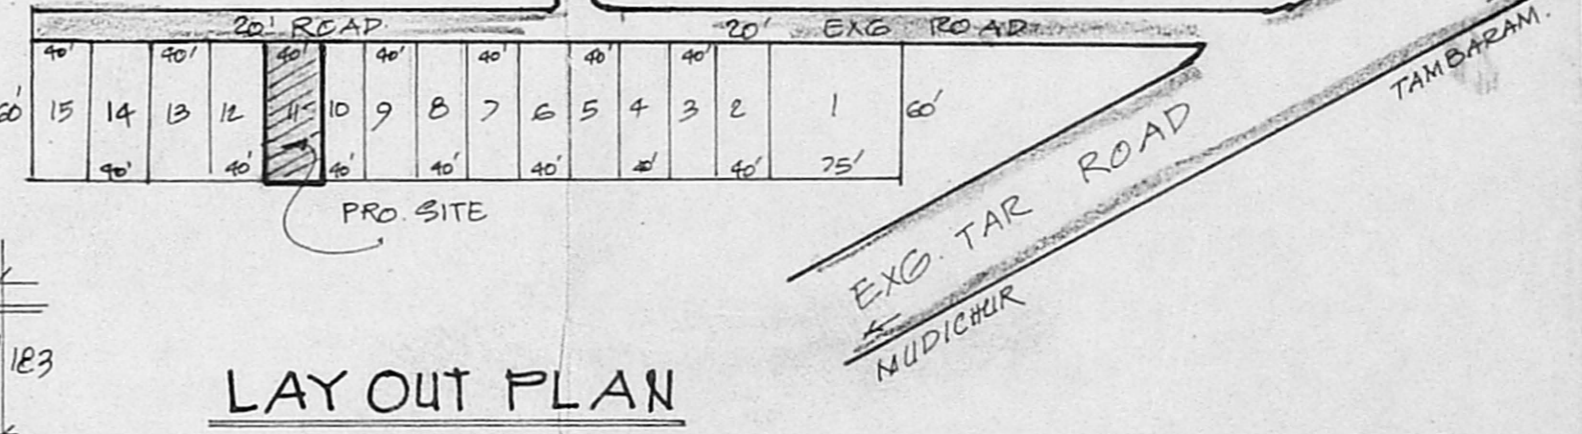 20' ROAD 20' EXG ROAD
40' 40' 40' 40' 40' 40' 40'
60' 15 14 13 12 11 10 9 8 7 6 5 4 3 2 1 60'
40' 40' 40' 40' 40' 40' 40' 75'
PRO. SITE
EXG. TAR ROAD
TAMBARAM.
MUDICHUR
183
LAY OUT PLAN